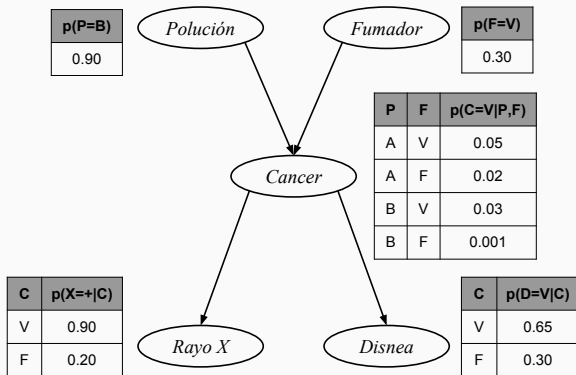 p(P=B)
0.90
Polución
Fumador
p(F=V)
0.30
P F p(C=V|P,F)
A V 0.05
A F 0.02
B V 0.03
B F 0.001
Cancer
C p(X=+|C)
V 0.90
F 0.20
Rayo X
Disnea
C p(D=V|C)
V 0.65
F 0.30